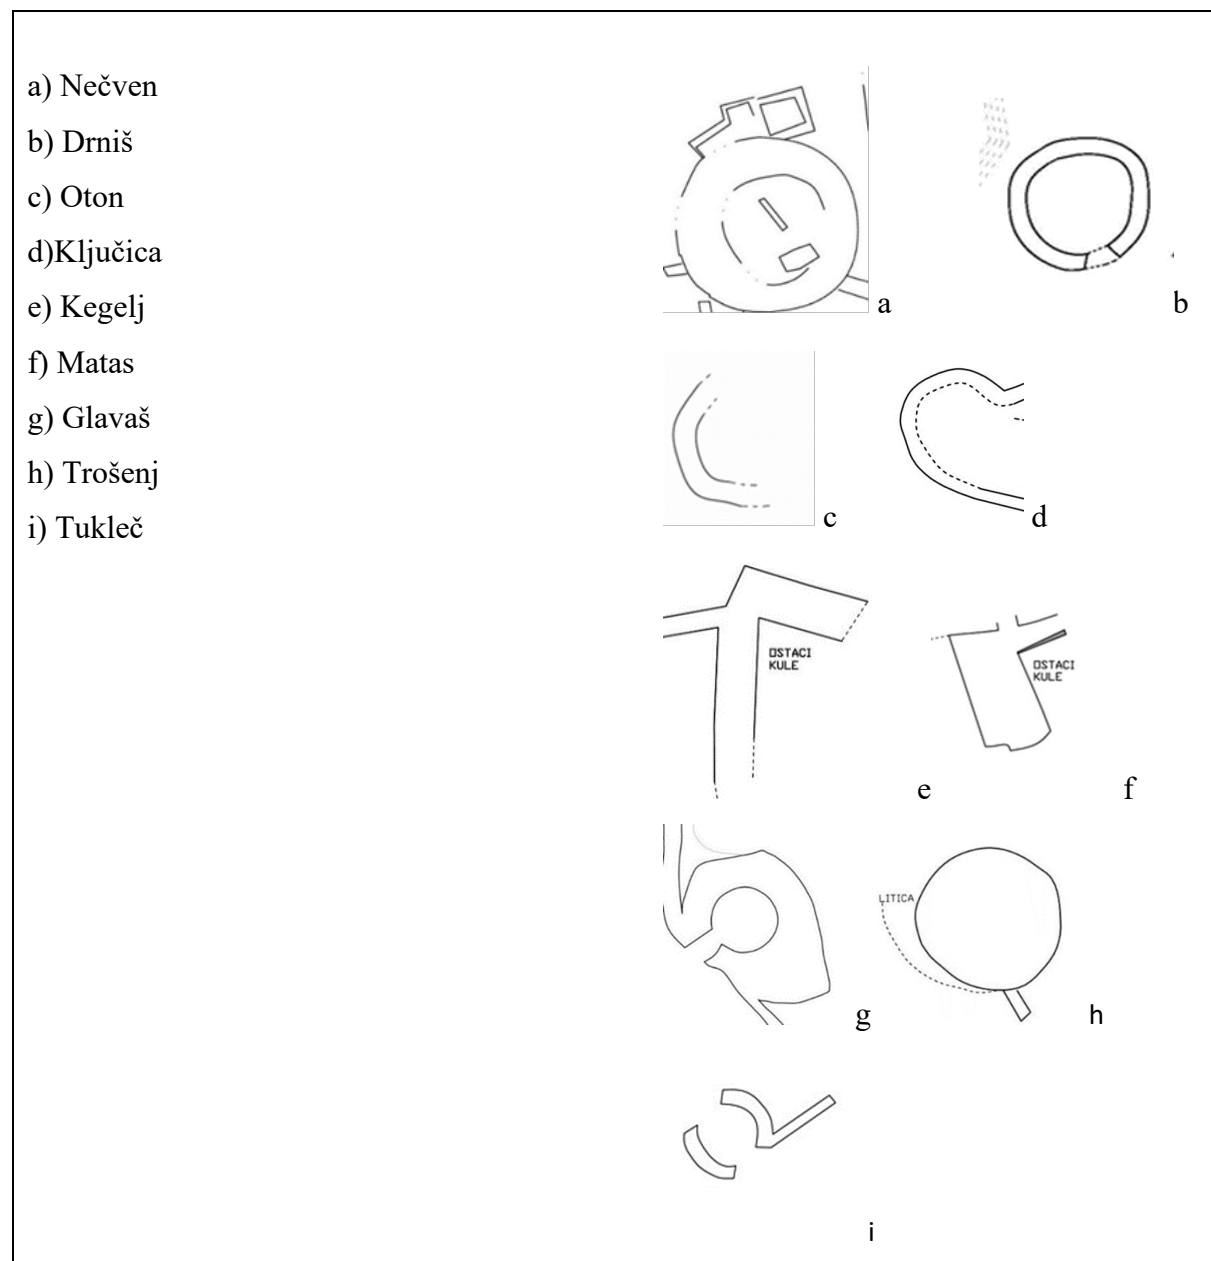 a) Nečven
b) Drniš
c) Oton
d)Ključica
e) Kegelj
f) Matas
g) Glavaš
h) Trošenj
i) Tukleč
a
b
c
d
OSTACI
KULE
OSTACI
KULE
e
f
LITICA
g
h
i